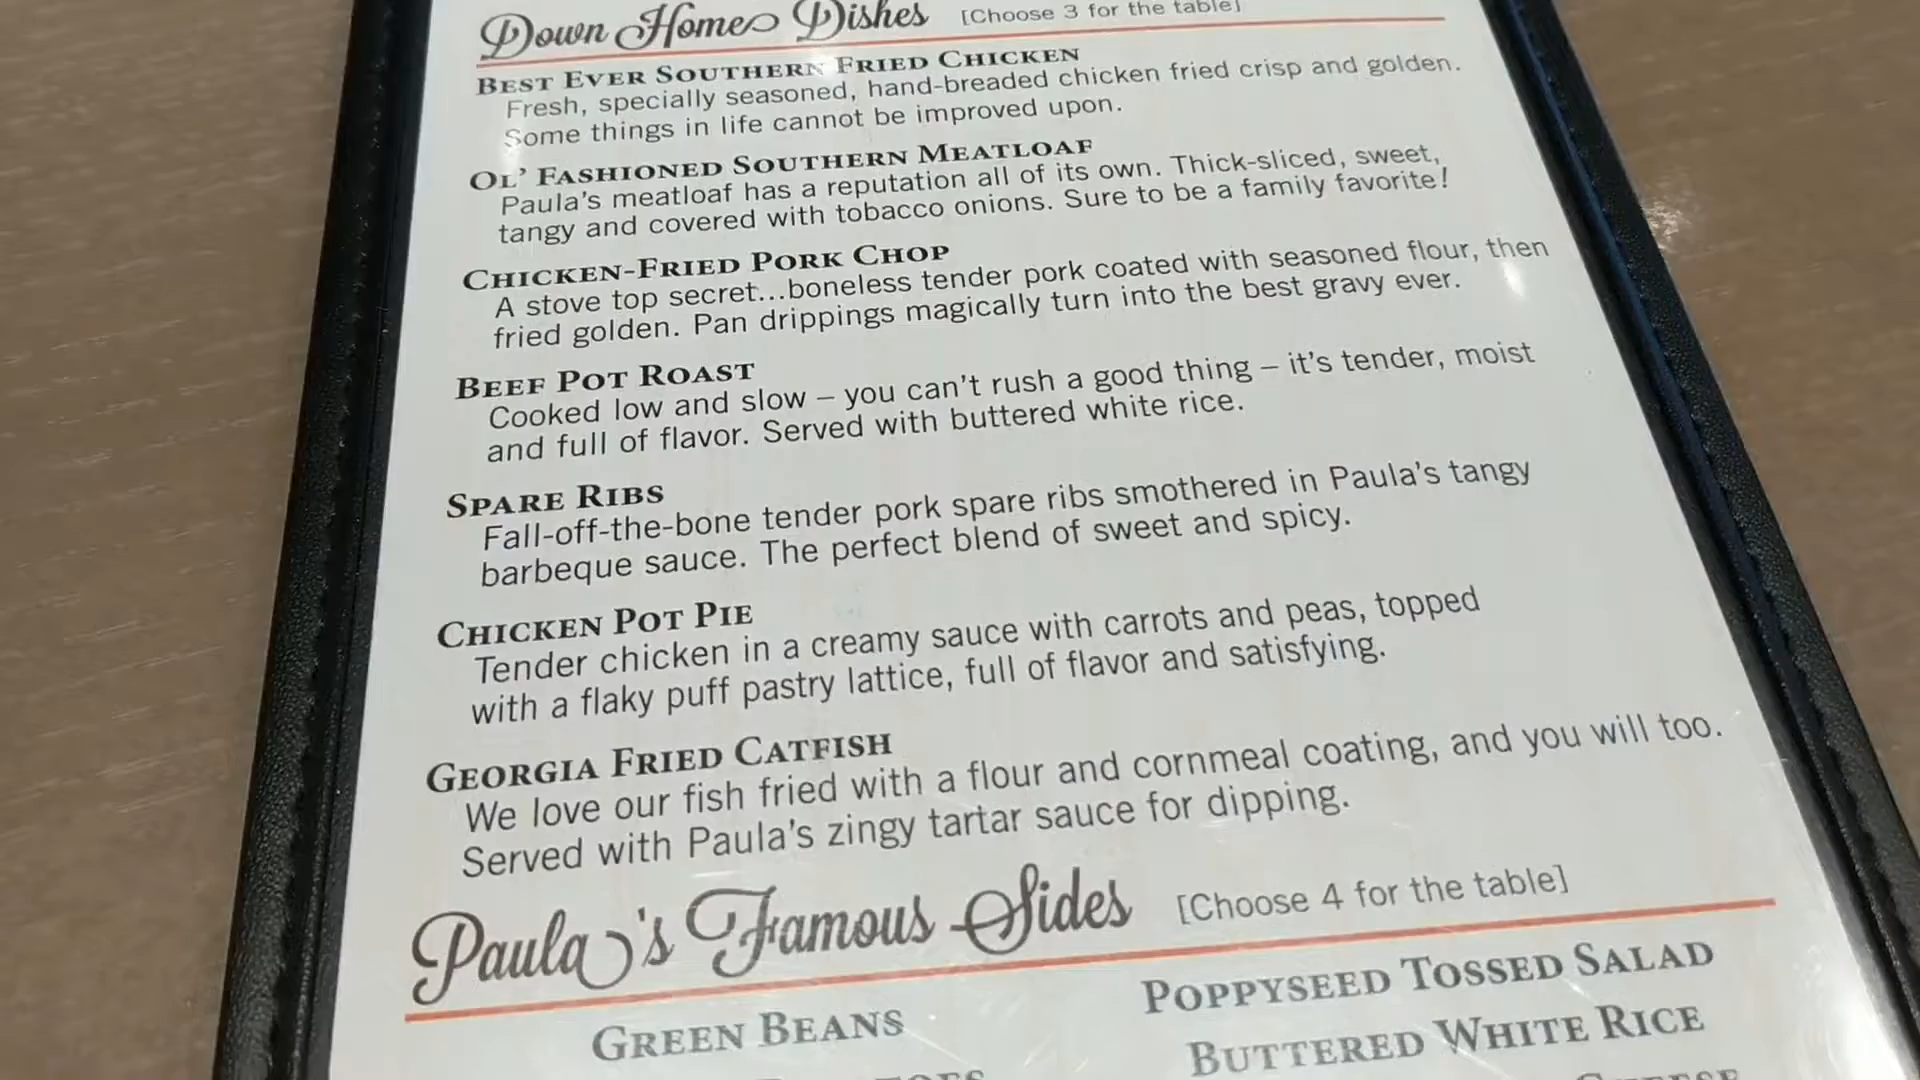 Down Home Dishes [Choose 3 for the table]
BEST EVER SOUTHERN FRIED CHICKEN
Fresh, specially seasoned, hand-breaded chicken fried crisp and golden.
Some things in life cannot be improved upon.
OL' FASHIONED SOUTHERN MEATLOAF
Paula's meatloaf has a reputation all of its own. Thick-sliced, sweet,
tangy and covered with tobacco onions. Sure to be a family favorite!
CHICKEN-FRIED PORK CHOP
A stove top secret...boneless tender pork coated with seasoned flour, then
fried golden. Pan drippings magically turn into the best gravy ever.
BEEF POT ROAST
Cooked low and slow – you can't rush a good thing – it's tender, moist
and full of flavor. Served with buttered white rice.
SPARE RIBS
Fall-off-the-bone tender pork spare ribs smothered in Paula's tangy
barbeque sauce. The perfect blend of sweet and spicy.
CHICKEN POT PIE
Tender chicken in a creamy sauce with carrots and peas, topped
with a flaky puff pastry lattice, full of flavor and satisfying.
GEORGIA FRIED CATFISH
We love our fish fried with a flour and cornmeal coating, and you will too.
Served with Paula's zingy tartar sauce for dipping.
Paula's Famous Sides [Choose 4 for the table]
GREEN BEANS
POPPYSEED TOSSED SALAD
BUTTERED WHITE RICE